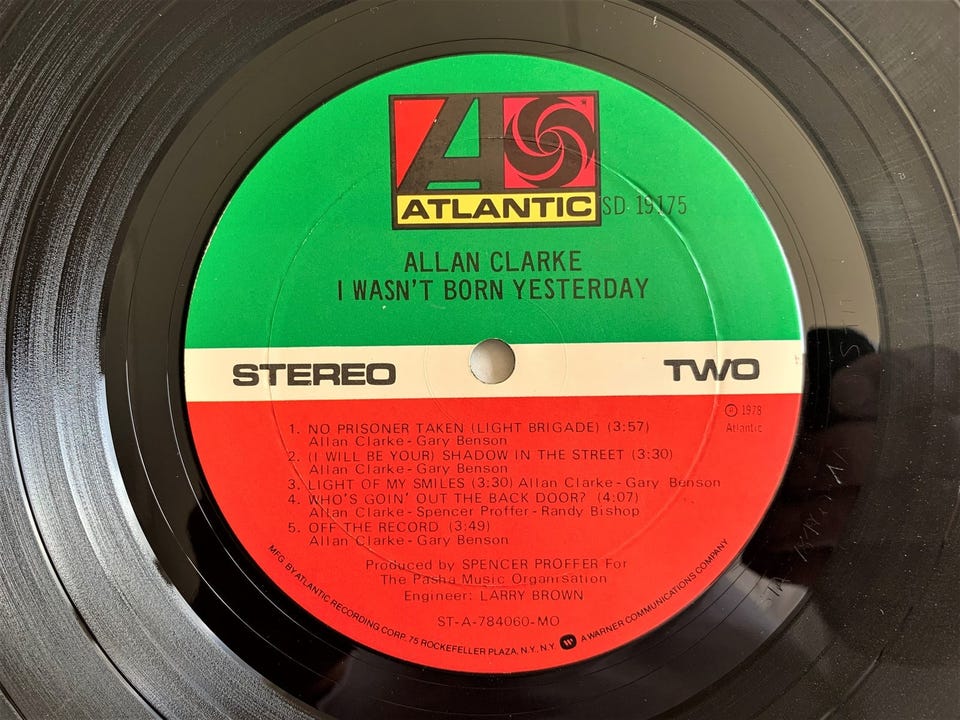 ATLANTIC
SD 19175
ALLAN CLARKE
I WASN'T BORN YESTERDAY
STEREO
TWO
℗ 1978
Atlantic
1. NO PRISONER TAKEN (LIGHT BRIGADE) (3:57)
Allan Clarke - Gary Benson
2. (I WILL BE YOUR) SHADOW IN THE STREET (3:30)
Allan Clarke - Gary Benson
3. LIGHT OF MY SMILES (3:30) Allan Clarke - Gary Benson
4. WHO'S GOIN' OUT THE BACK DOOR? (4:07)
Allan Clarke - Spencer Proffer - Randy Bishop
5. OFF THE RECORD (3:49)
Allan Clarke - Gary Benson
Produced by SPENCER PROFFER For
The Pasha Music Organisation
Engineer: LARRY BROWN
ST-A-784060-MO
MFG. BY ATLANTIC RECORDING CORP. 75 ROCKEFELLER PLAZA, N.Y., N.Y. A WARNER COMMUNICATIONS COMPANY